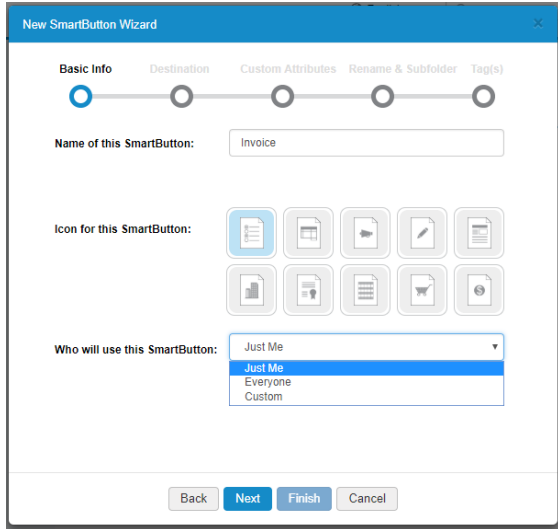 New SmartButton Wizard
Basic Info Destination Custom Attributes Rename & Subfolder Tag(s)
Name of this SmartButton: Invoice
Icon for this SmartButton:
Who will use this SmartButton: Just Me
Just Me
Everyone
Custom
Back Next Finish Cancel